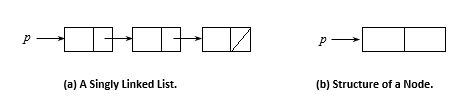 p
p
(a) A Singly Linked List.
(b) Structure of a Node.